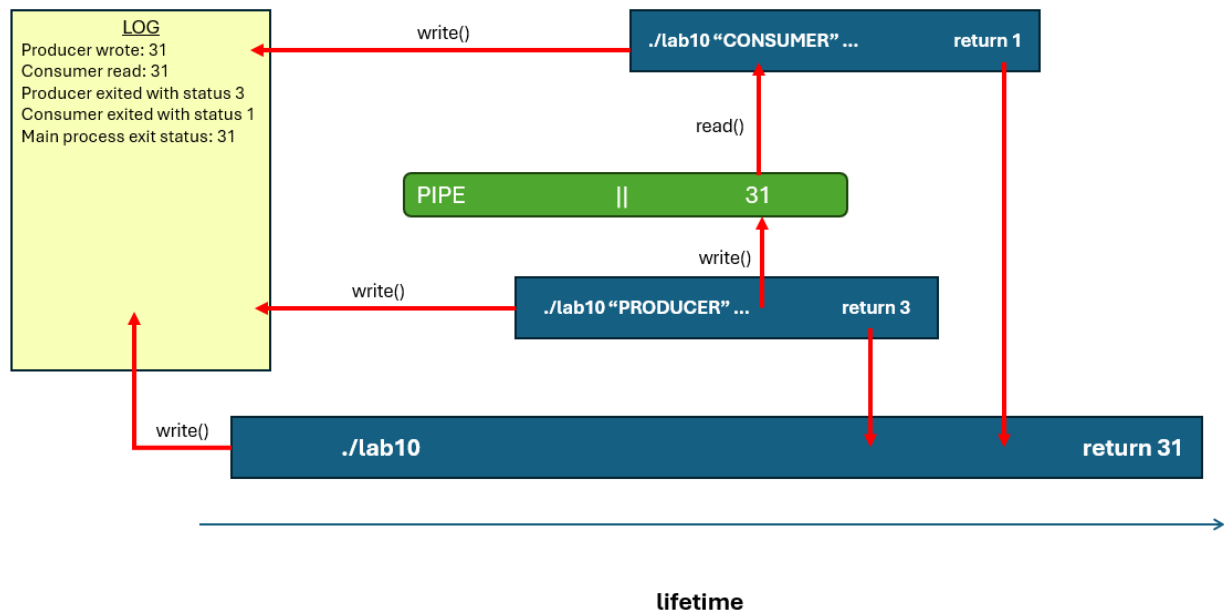 LOG
Producer wrote: 31
Consumer read: 31
Producer exited with status 3
Consumer exited with status 1
Main process exit status: 31
write()
./lab10 “CONSUMER” ... return 1
read()
PIPE || 31
write()
write()
./lab10 “PRODUCER” ... return 3
write()
./lab10 return 31
lifetime